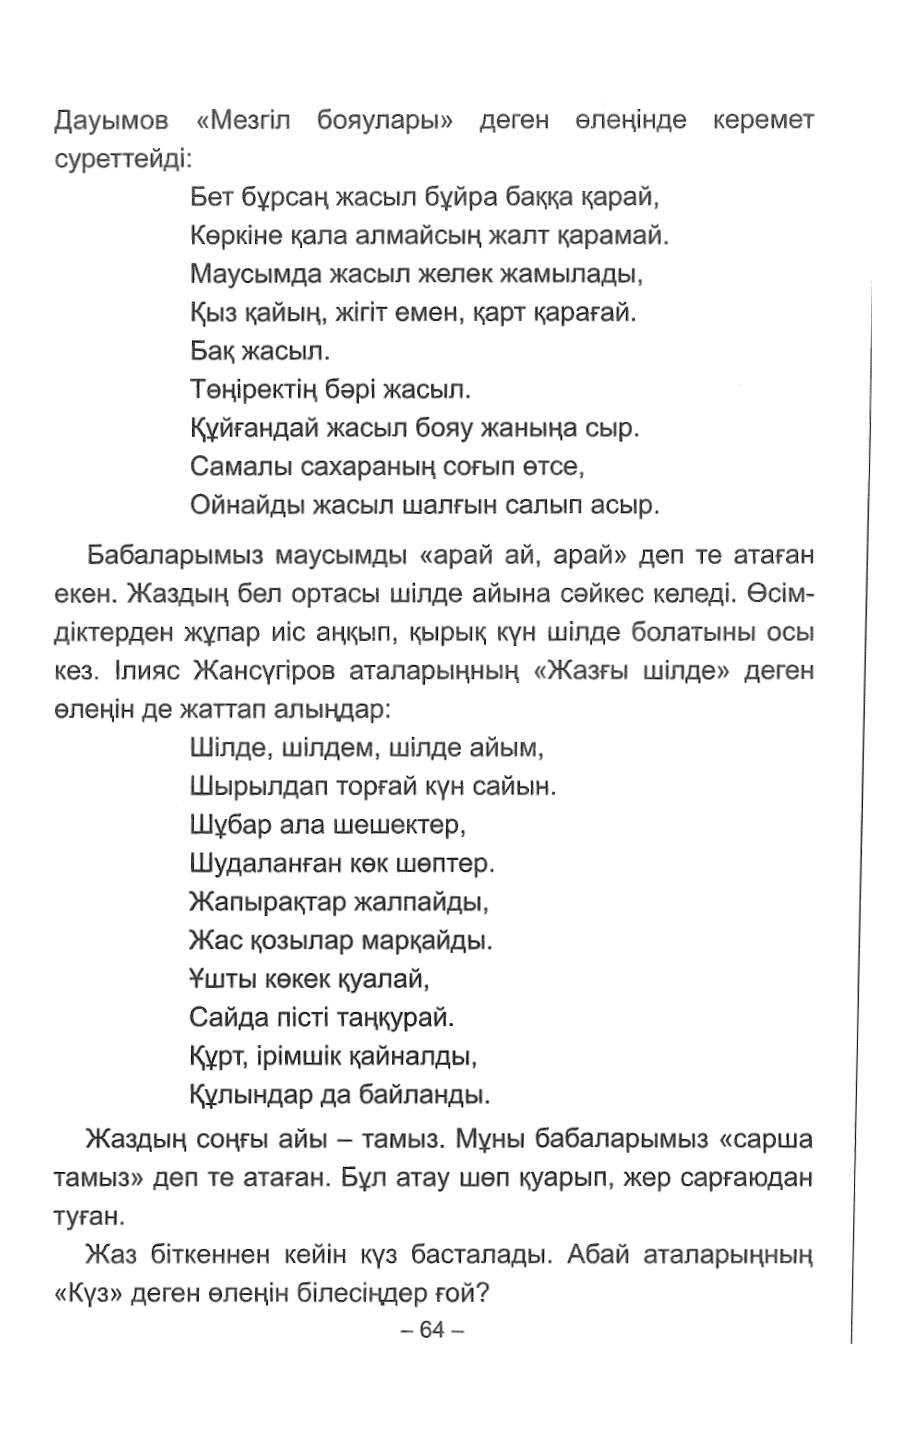 Дауымов «Мезгіл бояулары» деген өлеңінде керемет
суреттейді:
Бет бұрсаң жасыл бұйра баққа қарай,
Көркіне қала алмайсың жалт қарамай.
Маусымда жасыл желек жамылады,
Қыз қайың, жігіт емен, қарт қарағай.
Бақ жасыл.
Төңіректің бәрі жасыл.
Құйғандай жасыл бояу жаныңа сыр.
Самалы сахараның соғып өтсе,
Ойнайды жасыл шалғын салып асыр.
Бабаларымыз маусымды «арай ай, арай» деп те атаған
екен. Жаздың бел ортасы шілде айына сәйкес келеді. Өсім-
діктерден жұпар иіс аңқып, қырық күн шілде болатыны осы
кез. Ілияс Жансүгіров аталарыңның «Жазғы шілде» деген
өлеңін де жаттап алыңдар:
Шілде, шілдем, шілде айым,
Шырылдап торғай күн сайын.
Шұбар ала шешектер,
Шудаланған көк шөптер.
Жапырақтар жалпайды,
Жас қозылар марқайды.
Ұшты көкек қуалай,
Сайда пісті таңқурай.
Құрт, ірімшік қайналды,
Құлындар да байланды.
Жаздың соңғы айы – тамыз. Мұны бабаларымыз «сарша
тамыз» деп те атаған. Бұл атау шөп қуарып, жер сарғаюдан
туған.
Жаз біткеннен кейін күз басталады. Абай аталарыңның
«Күз» деген өлеңін білесіңдер ғой?
– 64 –